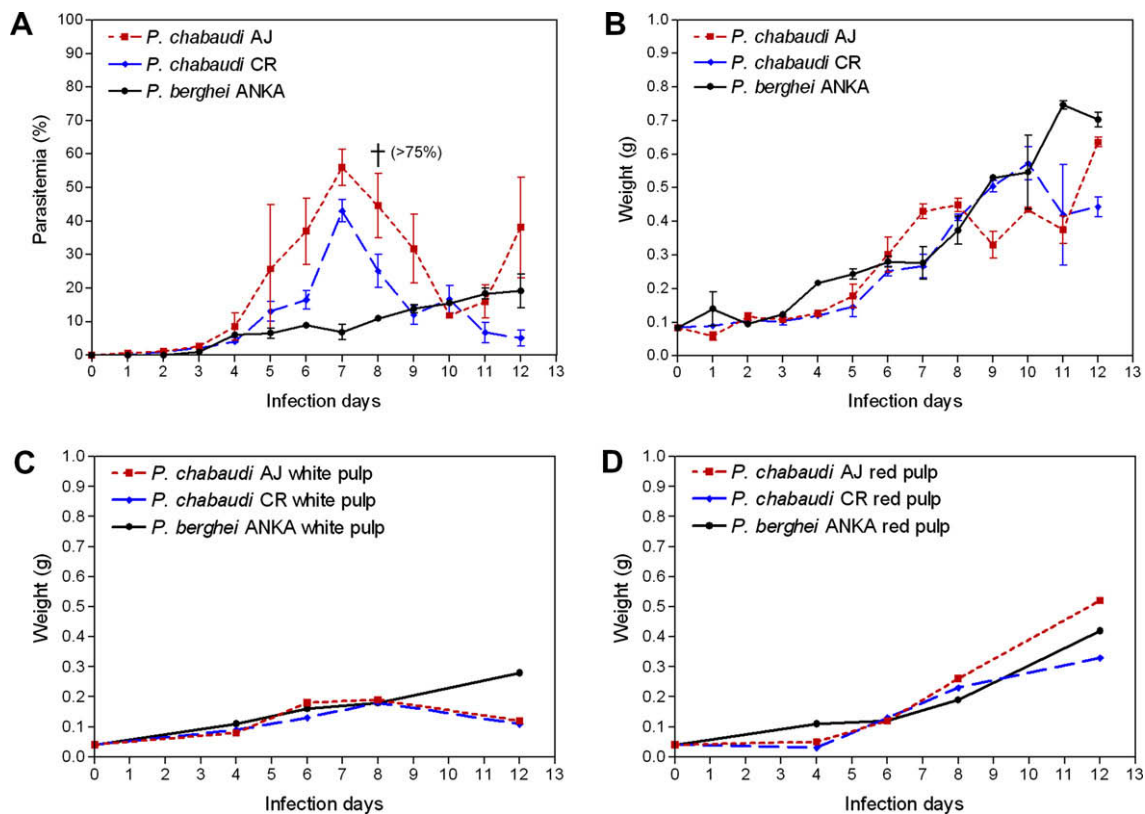 A
100
90
80
70
60
50
40
30
20
10
0
Parasitemia (%)
P. chabaudi AJ
P. chabaudi CR
P. berghei ANKA
† (>75%)
0 1 2 3 4 5 6 7 8 9 10 11 12 13
Infection days
B
1.0
0.9
0.8
0.7
0.6
0.5
0.4
0.3
0.2
0.1
0.0
Weight (g)
P. chabaudi AJ
P. chabaudi CR
P. berghei ANKA
0 1 2 3 4 5 6 7 8 9 10 11 12 13
Infection days
C
1.0
0.9
0.8
0.7
0.6
0.5
0.4
0.3
0.2
0.1
0.0
Weight (g)
P. chabaudi AJ white pulp
P. chabaudi CR white pulp
P. berghei ANKA white pulp
0 1 2 3 4 5 6 7 8 9 10 11 12 13
Infection days
D
1.0
0.9
0.8
0.7
0.6
0.5
0.4
0.3
0.2
0.1
0.0
Weight (g)
P. chabaudi AJ red pulp
P. chabaudi CR red pulp
P. berghei ANKA red pulp
0 1 2 3 4 5 6 7 8 9 10 11 12 13
Infection days